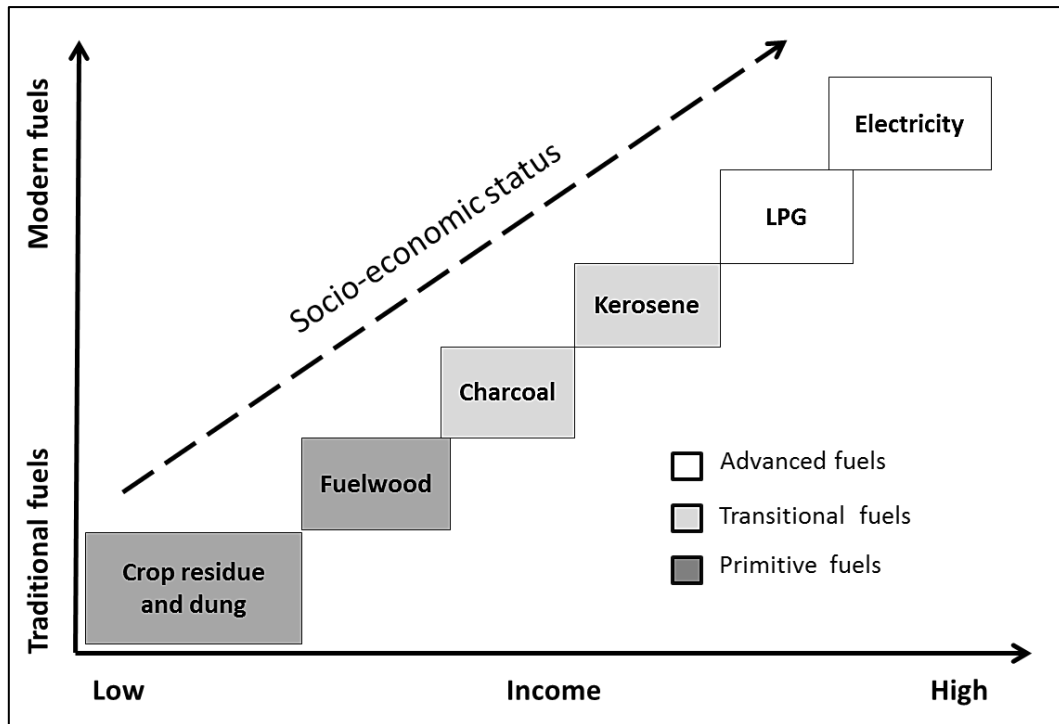 Modern fuels
Traditional fuels
Socio-economic status
Electricity
LPG
Kerosene
Charcoal
Fuelwood
Crop residue
and dung
Advanced fuels
Transitional fuels
Primitive fuels
Low
Income
High